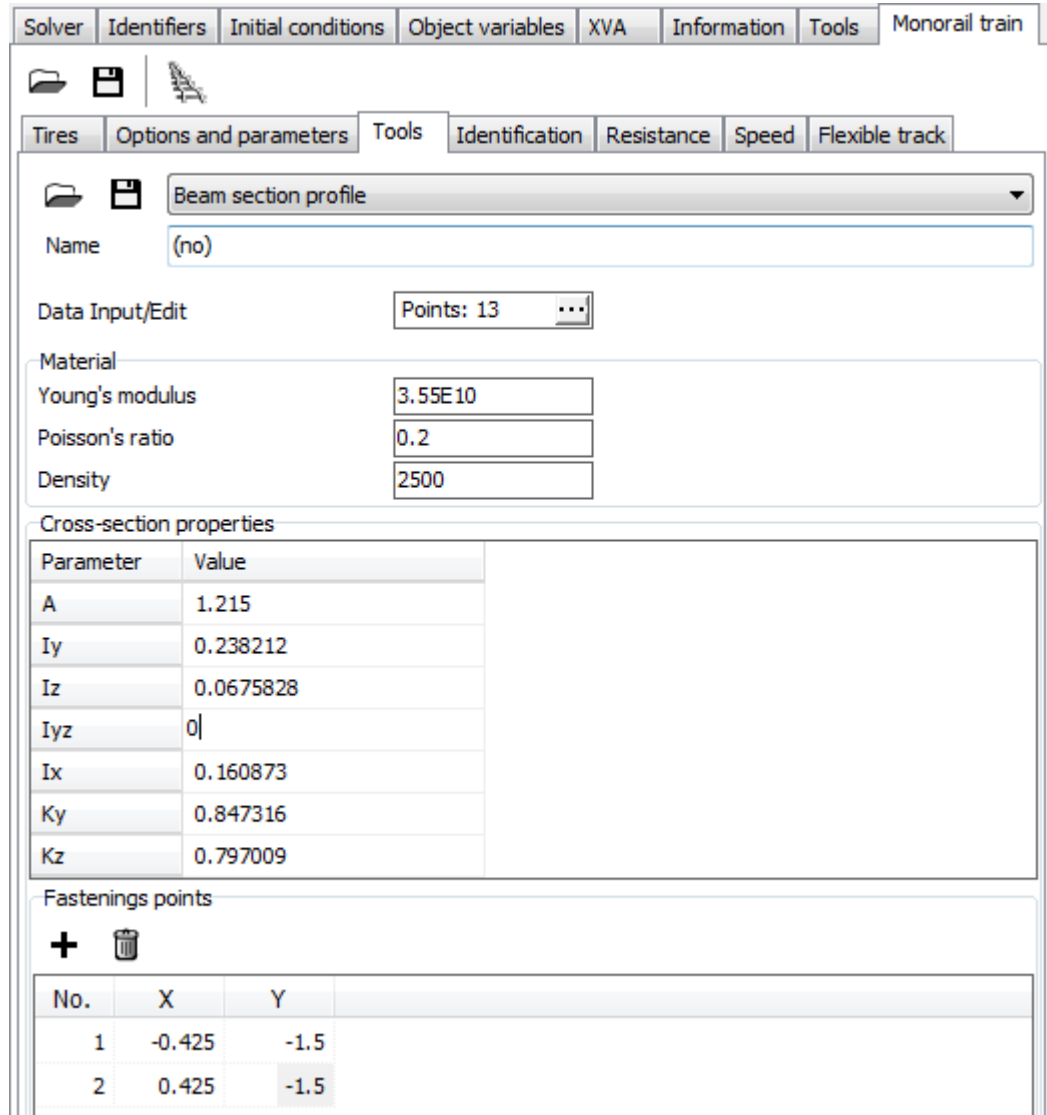 Solver Identifiers Initial conditions Object variables XVA Information Tools Monorail train
Tires Options and parameters Tools Identification Resistance Speed Flexible track
Beam section profile
Name (no)
Data Input/Edit Points: 13 ...
Material
Young's modulus 3.55E10
Poisson's ratio 0.2
Density 2500
Cross-section properties
Parameter Value
A 1.215
Iy 0.238212
Iz 0.0675828
Iyz 0
Ix 0.160873
Ky 0.847316
Kz 0.797009
Fastenings points
No. X Y
1 -0.425 -1.5
2 0.425 -1.5